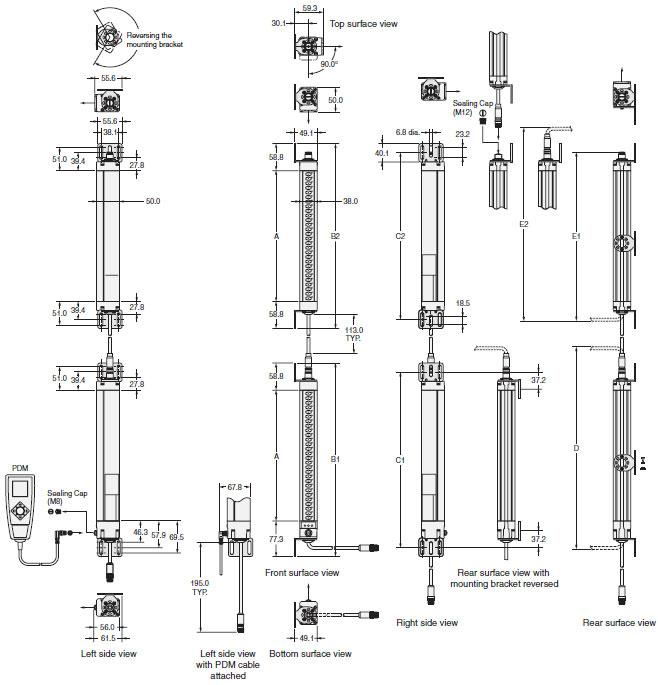 59.3
30.1
Top surface view
Reversing the
mounting bracket
90.0°
55.6
50.0
Sealing Cap
(M12)
55.6
38.1
49.1
6.8 dia.
23.2
51.0
39.4
27.8
58.8
40.1
50.0
38.0
A
B2
C2
E2
E1
51.0
39.4
27.8
58.8
18.5
113.0
TYP.
51.0
39.4
27.8
58.8
37.2
A
B1
C1
D
PDM
Sealing Cap
(M8)
67.8
46.3
57.9
69.5
77.3
37.2
195.0
TYP.
Front surface view
Rear surface view with
mounting bracket reversed
56.0
61.5
49.1
Right side view
Rear surface view
Left side view
Left side view
with PDM cable
attached
Bottom surface view